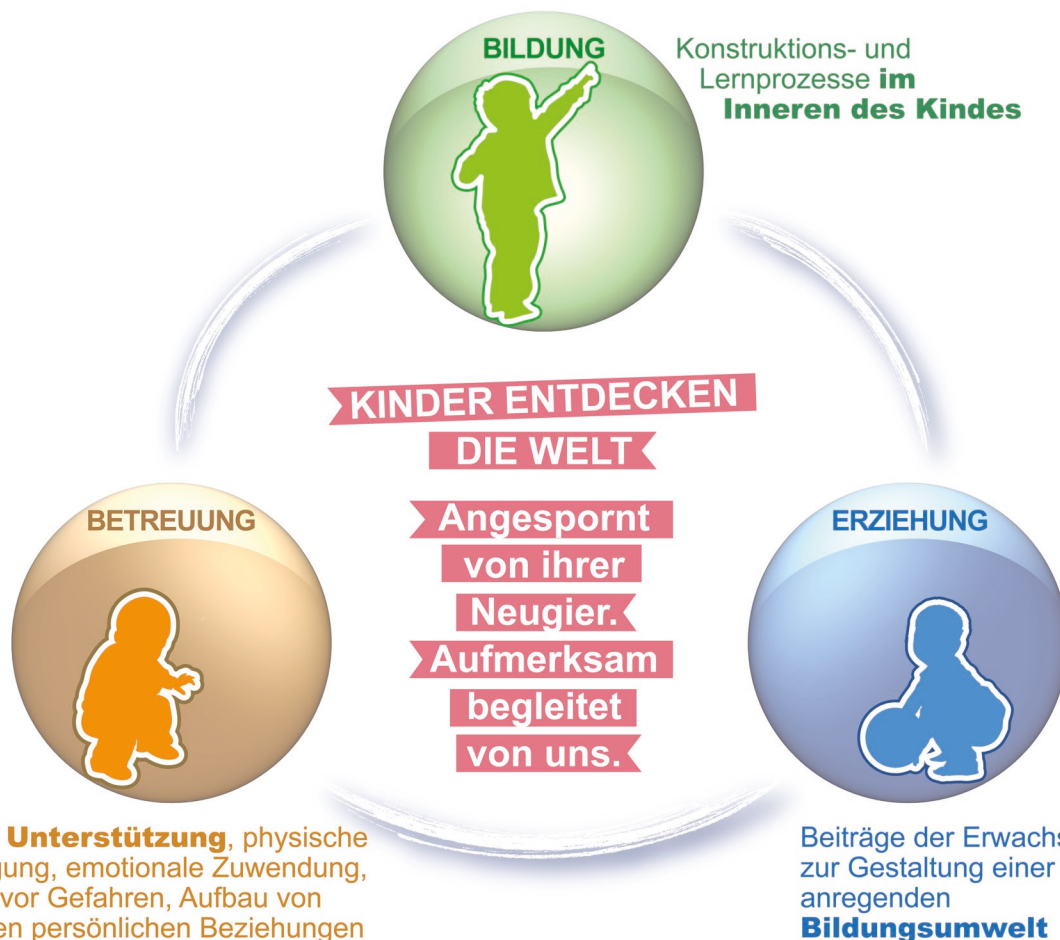 BILDUNG
Konstruktions- und
Lernprozesse im
Inneren des Kindes
KINDER ENTDECKEN
DIE WELT
Angespornt
von ihrer
Neugier.
Aufmerksam
begleitet
von uns.
BETREUUNG
Unterstützung, physische
emotionale Zuwendung,
vor Gefahren, Aufbau von
persönlichen Beziehungen
ERZIEHUNG
Beiträge der
zur Gestaltung einer
anregenden
Bildungsumwelt